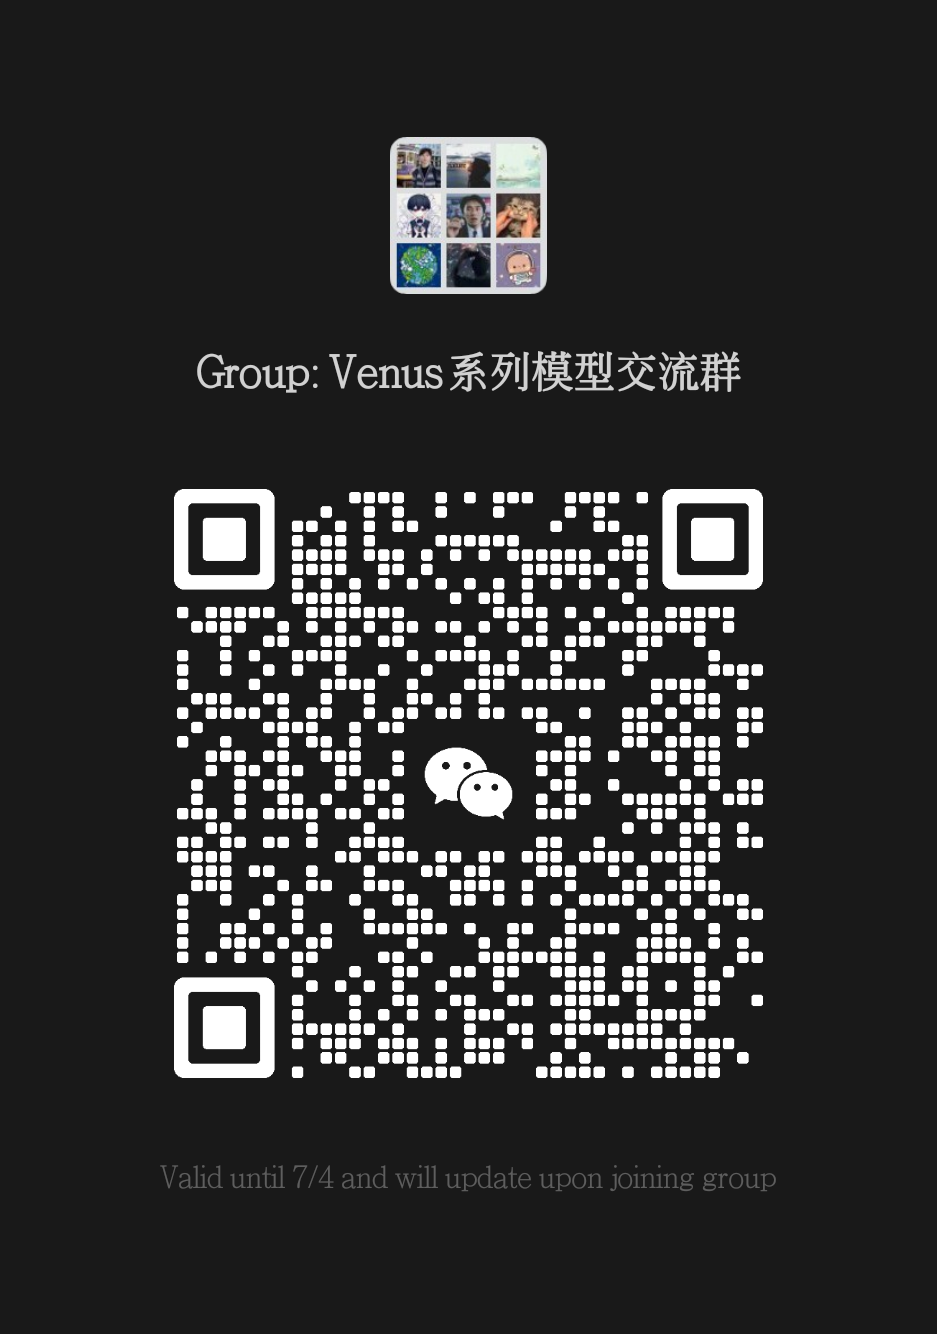 Group: Venus系列模型交流群
Valid until 7/4 and will update upon joining group